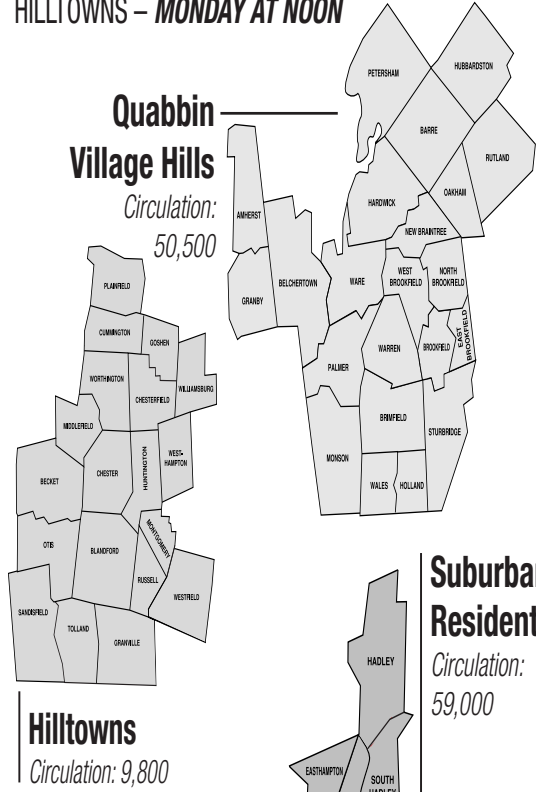 HILLTOWNS – MONDAY AT NOON
Quabbin
Village Hills
Circulation:
50,500
PETERSHAM
HUBBARDSTON
BARRE
RUTLAND
OAKHAM
HARDWICK
NEW BRAINTREE
AMHERST
BELCHERTOWN
GRANBY
WARE
WEST
BROOKFIELD
NORTH
BROOKFIELD
PALMER
WARREN
BROOKFIELD
EAST
BROOKFIELD
BRIMFIELD
STURBRIDGE
MONSON
WALES
HOLLAND
PLAINFIELD
CUMMINGTON
GOSHEN
WORTHINGTON
CHESTERFIELD
WILLIAMSBURG
MIDDLEFIELD
BECKET
CHESTER
HUNTINGTON
WEST-
HAMPTON
OTIS
BLANDFORD
MONTGOMERY
RUSSELL
WESTFIELD
SANDISFIELD
TOLLAND
GRANVILLE
Hilltowns
Circulation: 9,800
Suburba
Resident
Circulation:
59,000
HADLEY
EASTHAMPTON
SOUTH
HADLEY